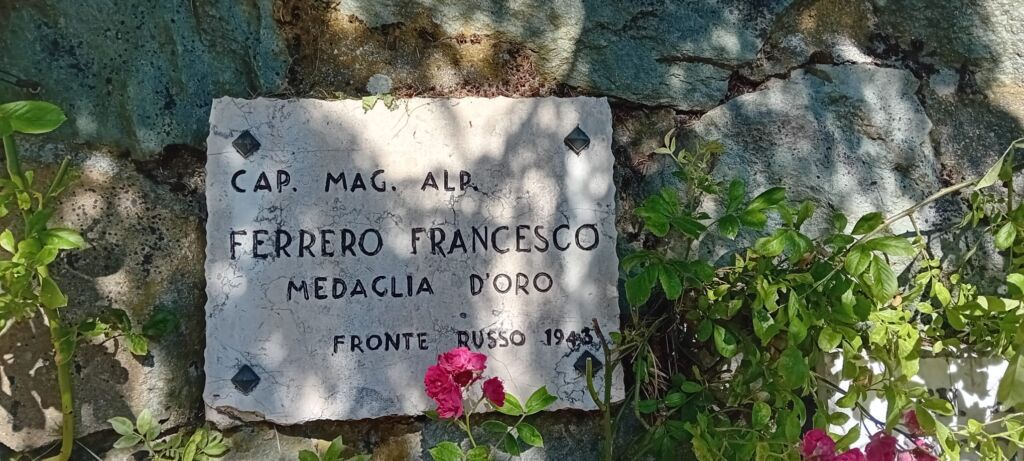 CAP. MAG. ALP.
FERRERO FRANCESCO
MEDAGLIA D'ORO
FRONTE RUSSO 1943